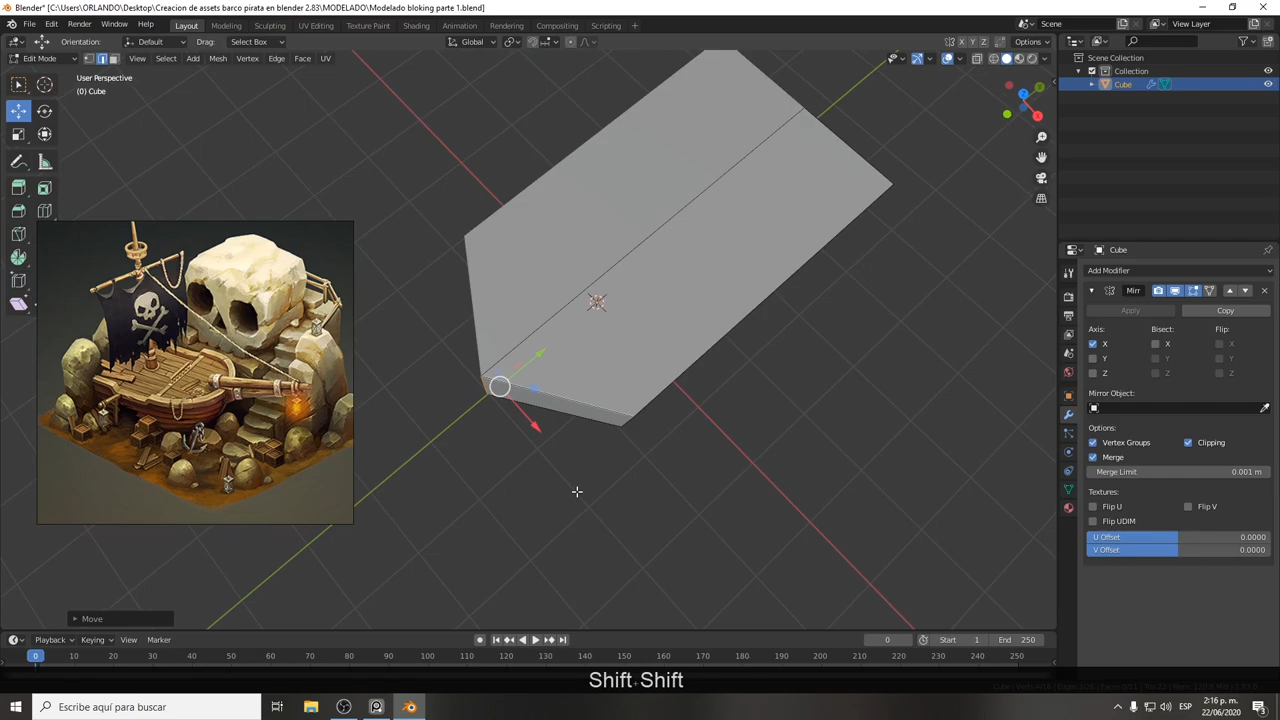 Blender* [C:\Users\ORLANDO\Desktop\Creacion de assets barco pirata en blender 2.83\MODELADO\Modelado bloking parte 1.blend]
File Edit Render Window Help Layout Modeling Sculpting UV Editing Texture Paint Shading Animation Rendering Compositing Scripting + Scene View Layer
Orientation: Default Drag: Select Box Global X Y Z Options
Edit Mode View Select Add Mesh Vertex Edge Face UV
Scene Collection
Collection
Cube
User Perspective
(0) Cube
Cube
Add Modifier
Mirr
Apply Copy
Axis: Bisect: Flip:
X X X
Y Y Y
Z Z Z
Mirror Object:
Options:
Vertex Groups Clipping
Merge
Merge Limit 0.001 m
Textures:
Flip U Flip V
Flip UDIM
U Offset 0.0000
V Offset 0.0000
Move
Playback Keying View Marker 0 Start 1 End 250
0 10 20 30 40 50 60 70 80 90 100 110 120 130 140 150 160 170 180 190 200 210 220 230 240 250
Shift + Shift
Escribe aquí para buscar
ESP
2:16 p. m.
22/06/2020
3